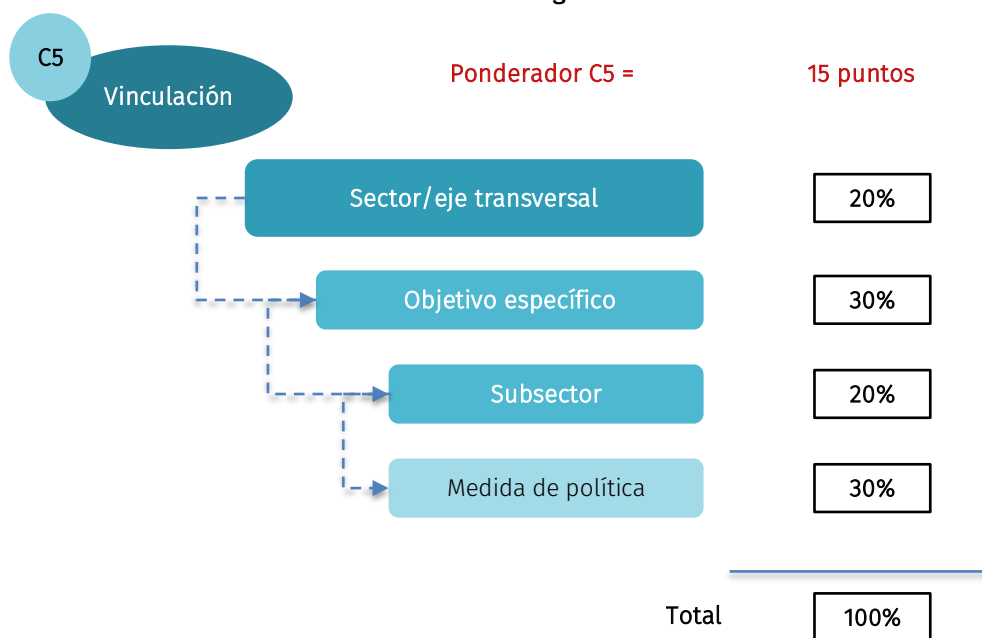 C5
Vinculación
Ponderador C5 = 15 puntos
Sector/eje transversal 20%
Objetivo específico 30%
Subsector 20%
Medida de política 30%
Total 100%